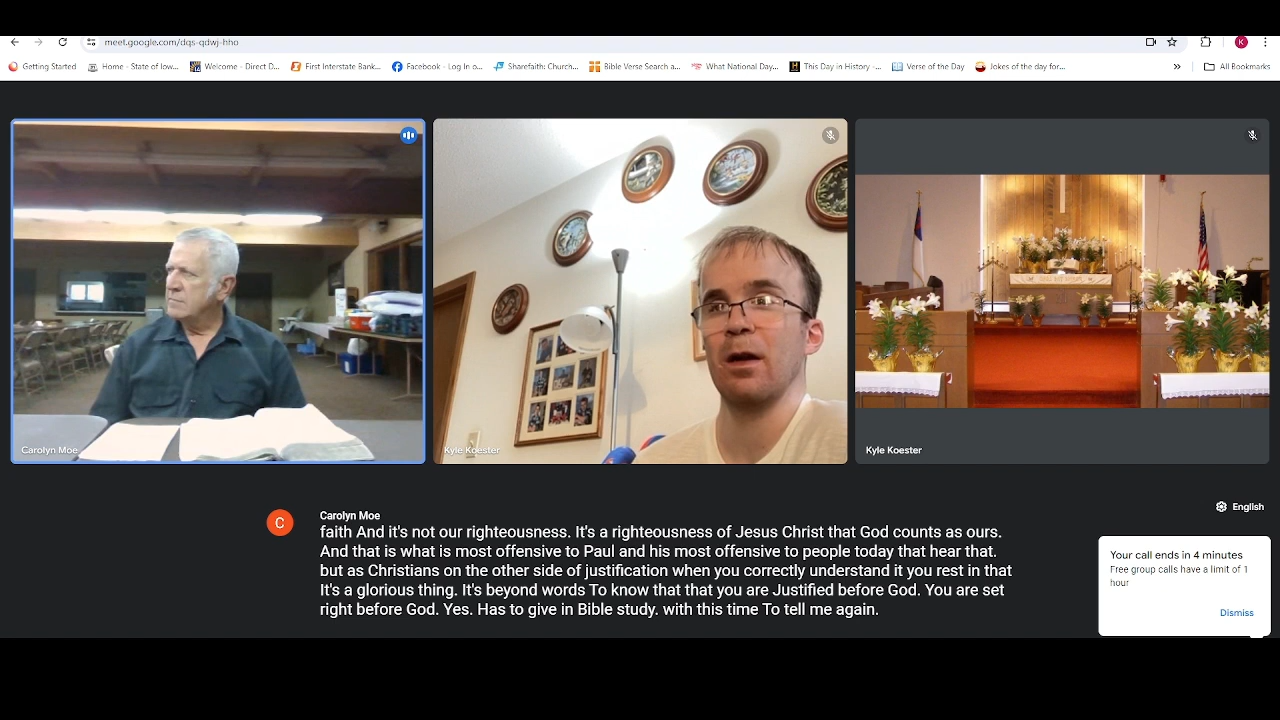 meet.google.com/dqs-qdwj-hho
Getting Started
Home - State of Iow...
Welcome - Direct D...
First Interstate Bank...
Facebook - Log In o...
Sharefaith: Church...
Bible Verse Search a...
What National Day...
This Day in History -...
Verse of the Day
Jokes of the day for...
»
All Bookmarks
K
Carolyn Moe
Kyle Koester
Kyle Koester
English
C
Carolyn Moe
faith And it's not our righteousness. It's a righteousness of Jesus Christ that God counts as ours.
And that is what is most offensive to Paul and his most offensive to people today that hear that.
but as Christians on the other side of justification when you correctly understand it you rest in that
It's a glorious thing. It's beyond words To know that that you are Justified before God. You are set
right before God. Yes. Has to give in Bible study. with this time To tell me again.
Your call ends in 4 minutes
Free group calls have a limit of 1
hour
Dismiss